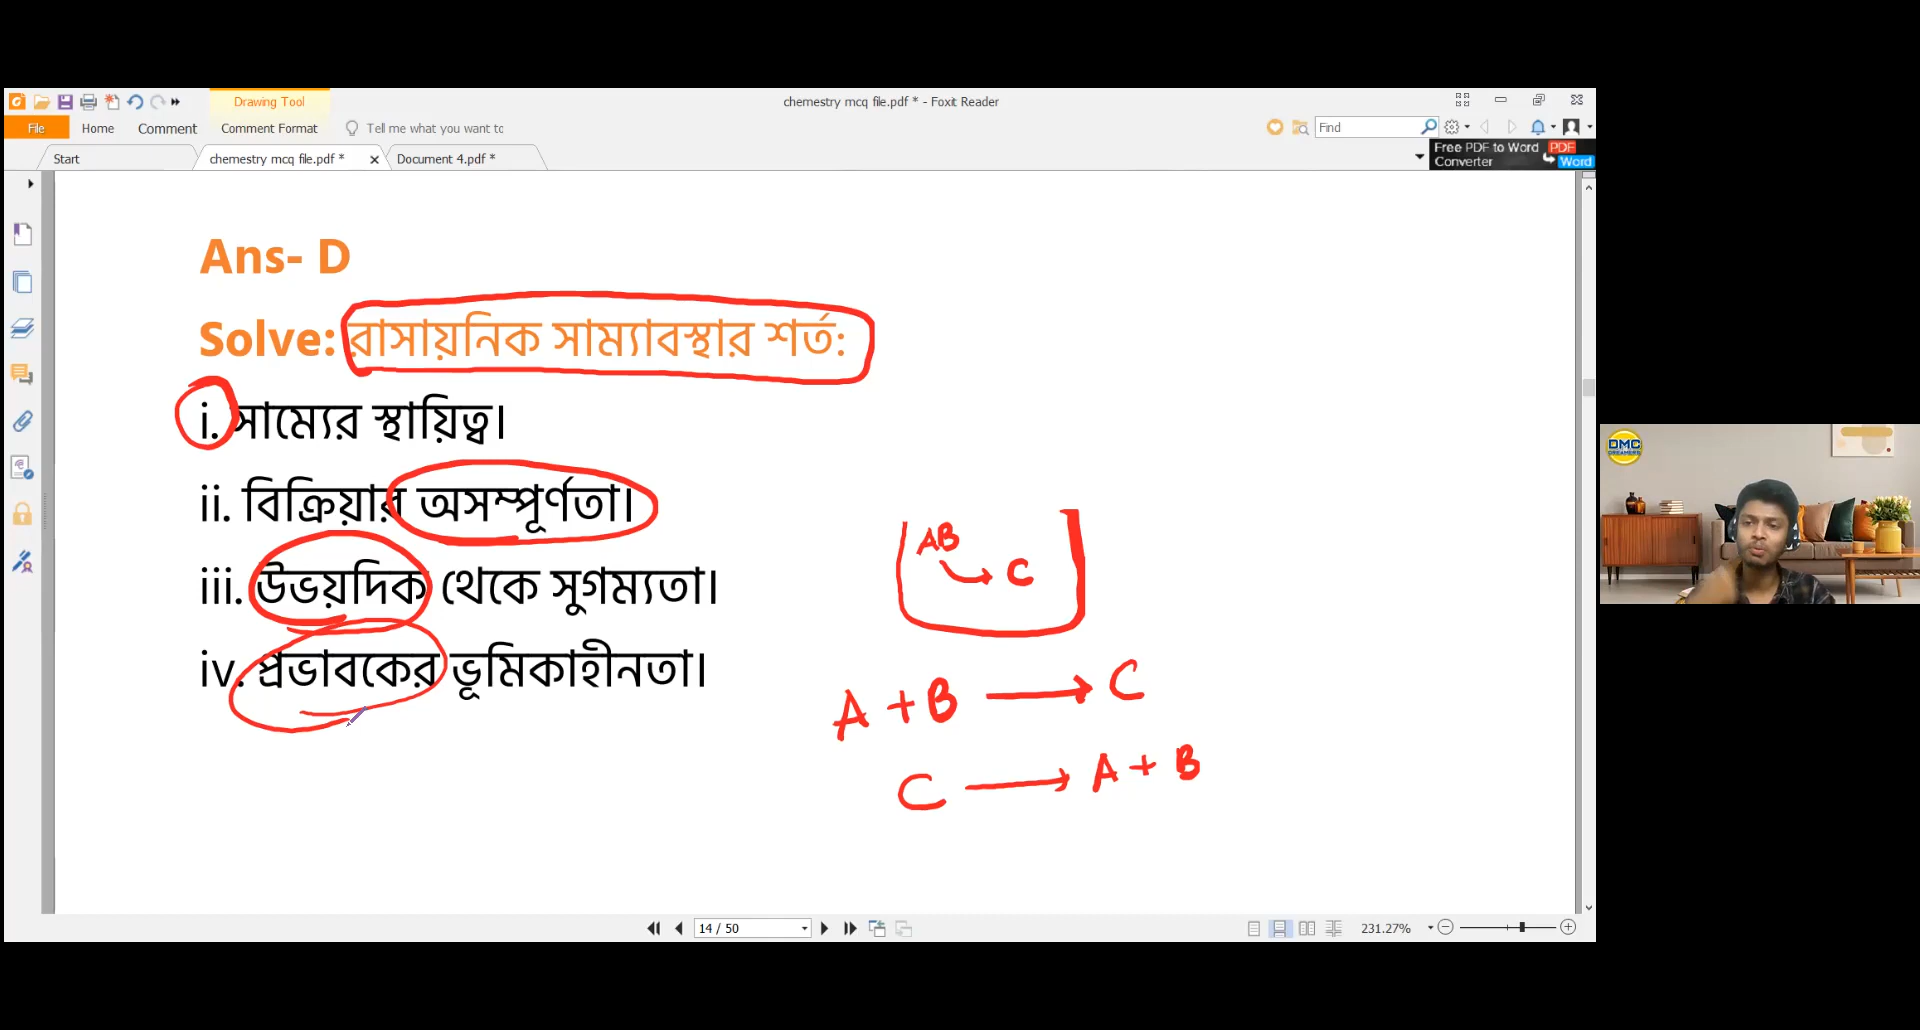 chemestry mcq file.pdf * - Foxit Reader
Drawing Tool
File Home Comment Comment Format Tell me what you want to
Find
Start chemestry mcq file.pdf * Document 4.pdf *
Free PDF to Word Converter PDF Word
Ans- D
Solve: রাসায়নিক সাম্যাবস্থার শর্ত:
i. সাম্যের স্থায়িত্ব।
ii. বিক্রিয়ার অসম্পূর্ণতা।
iii. উভয়দিক থেকে সুগম্যতা।
iv. প্রভাবকের ভূমিকাহীনতা।
AB
C
A + B → C
C → A + B
14 / 50
231.27%
DMC
DREAMERS